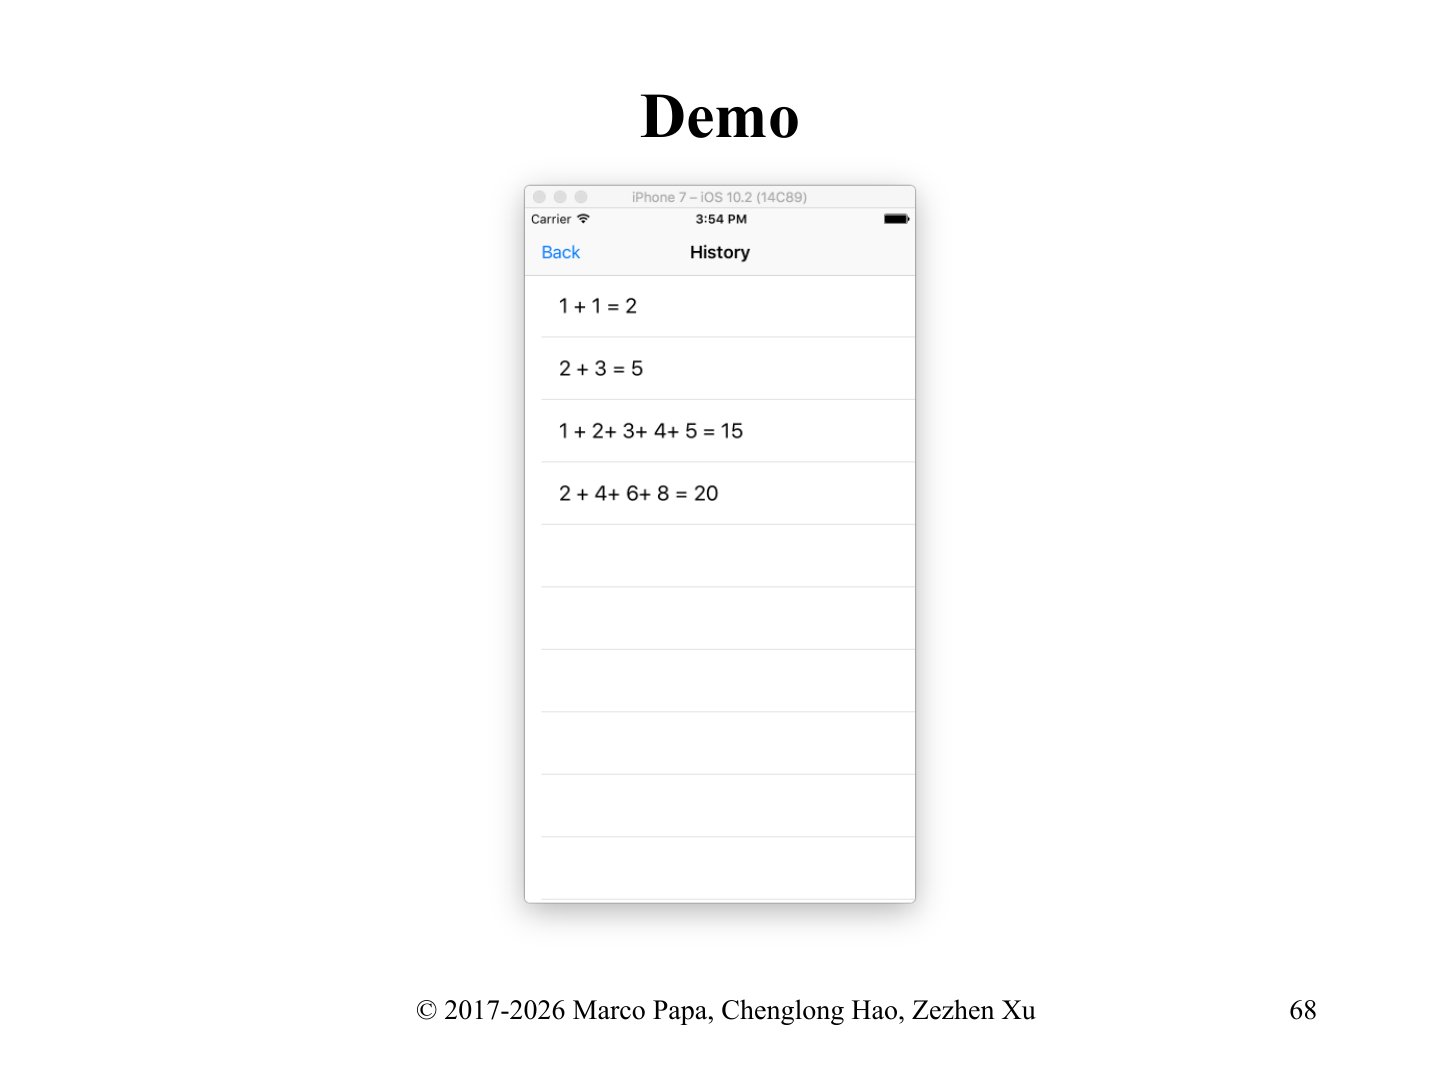 Demo
iPhone 7 – iOS 10.2 (14C89)
Carrier 3:54 PM
Back History
1 + 1 = 2
2 + 3 = 5
1 + 2+ 3+ 4+ 5 = 15
2 + 4+ 6+ 8 = 20
© 2017-2026 Marco Papa, Chenglong Hao, Zezhen Xu 68